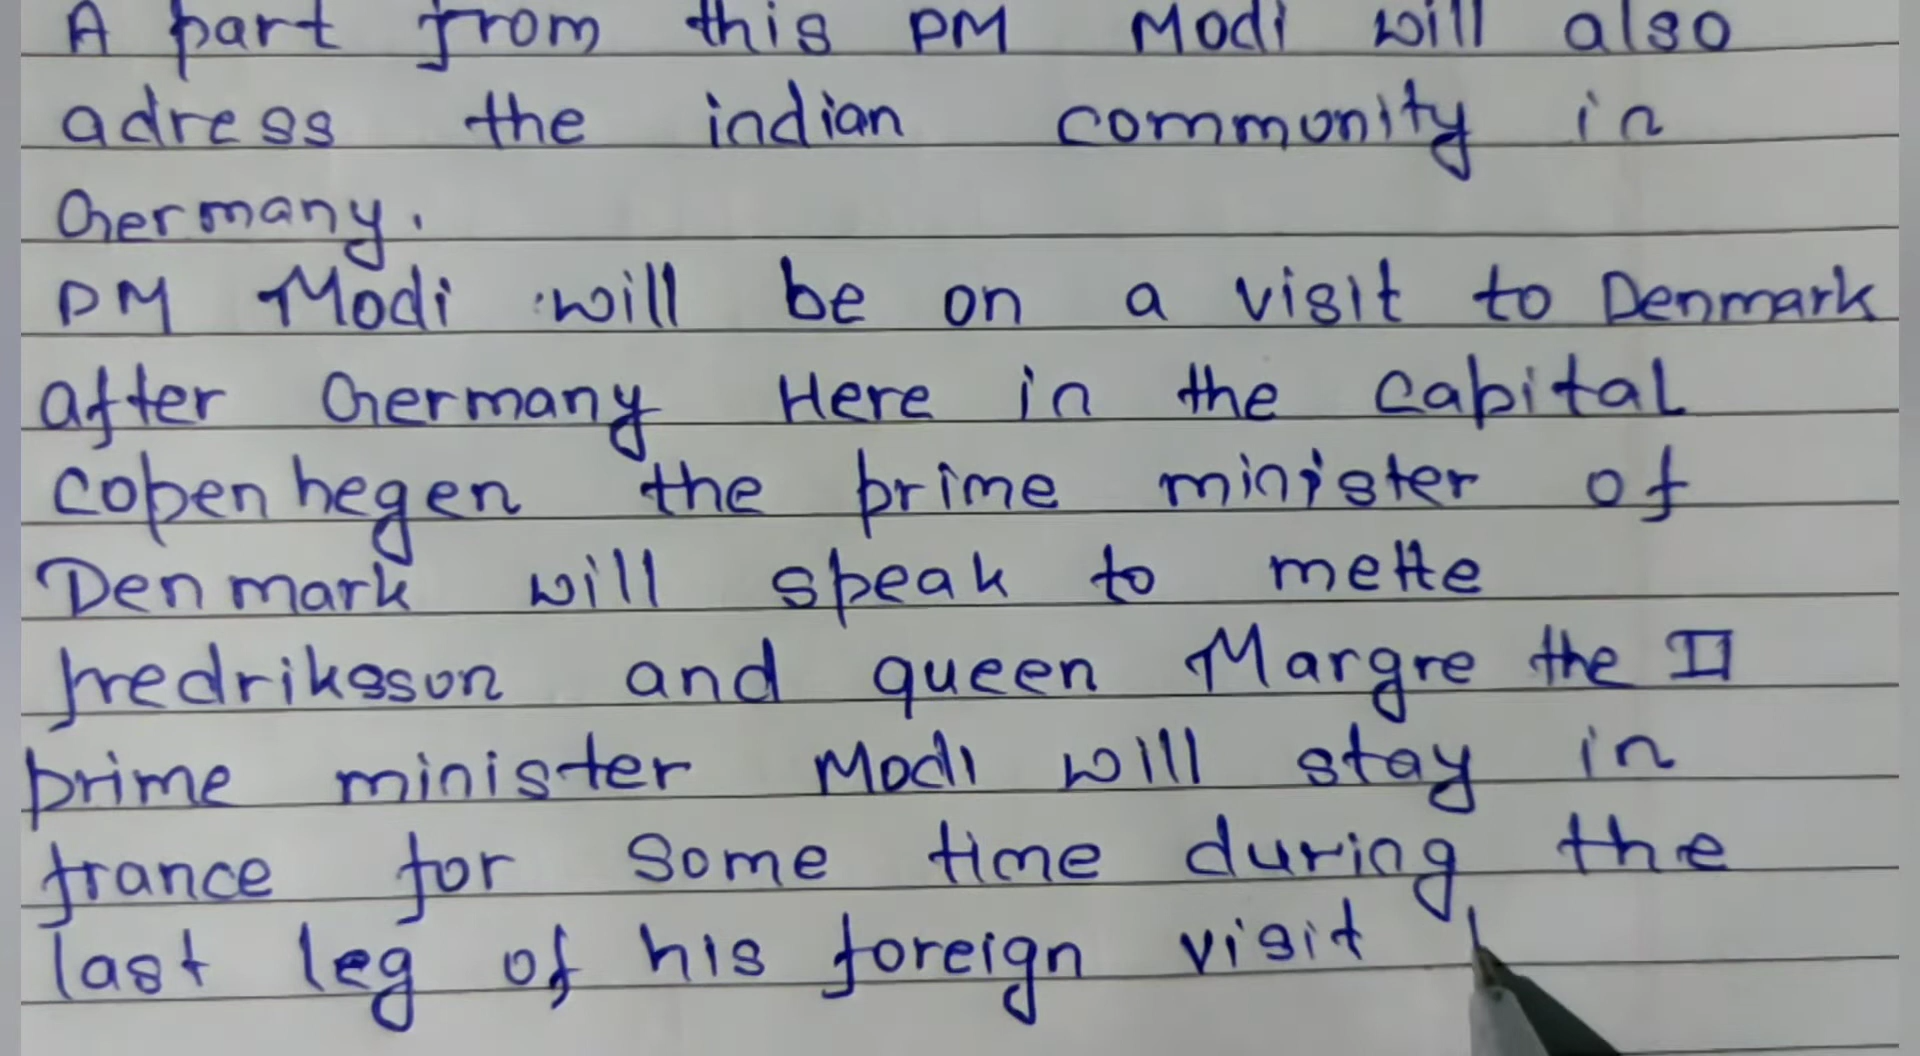 A part from this PM Modi will also
adress the indian community in
Germany.
PM Modi will be on a visit to Denmark
after Germany Here in the capital
copenhegen the prime minister of
Denmark will speak to mette
fredriksson and queen Margre the II
prime minister Modi will stay in
france for some time during the
last leg of his foreign visit